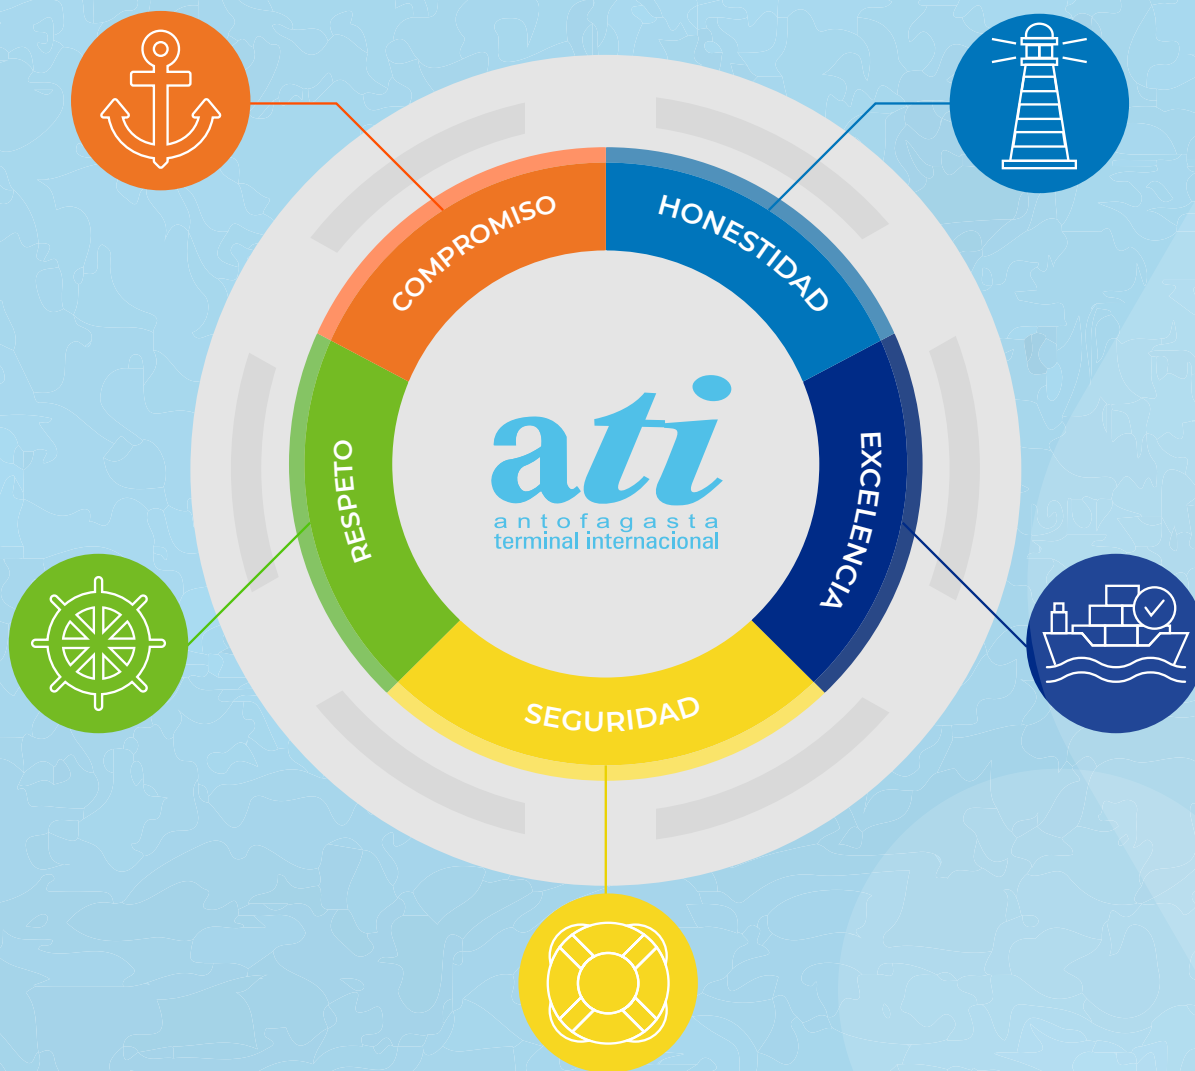 COMPROMISO
HONESTIDAD
EXCELENCIA
SEGURIDAD
RESPETO
ati
antofagasta
terminal internacional